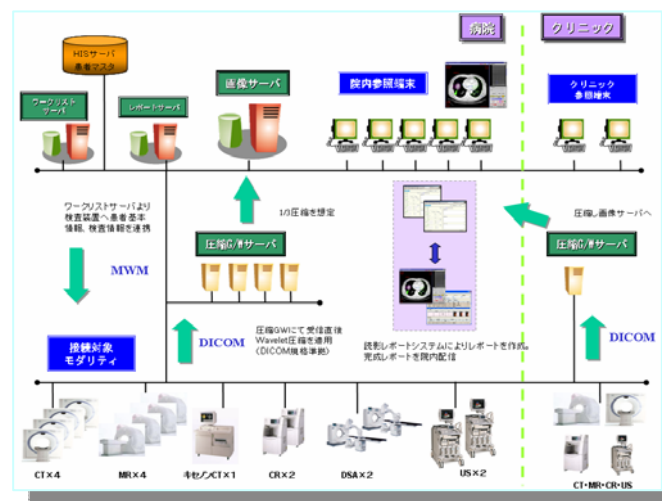 病院
クリニック
HISサーバ
患者マスタ
ワークリスト
サーバ
レポートサーバ
画像サーバ
院内参照端末
クリニック
参照端末
ワークリストサーバより
検査装置へ患者基本
情報、検査情報を連携
1/3圧縮を想定
圧縮し画像サーバへ
圧縮G/Wサーバ
圧縮G/Wサーバ
MWM
DICOM
圧縮GWにて受信直後
Wavelet圧縮を適用
(DICOM規格準拠)
読影レポートシステムによりレポートを作成。
完成レポートを院内配信
DICOM
接続対象
モダリティ
CT×4
MR×4
キセノンCT×1
CR×2
DSA×2
US×2
CT・MR・CR・US